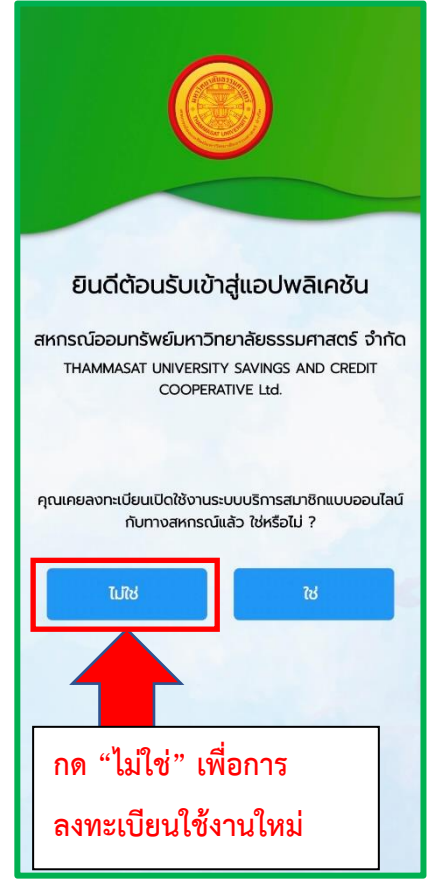 ยินดีต้อนรับเข้าสู่แอปพลิเคชัน
สหกรณ์ออมทรัพย์มหาวิทยาลัยธรรมศาสตร์ จำกัด
THAMMASAT UNIVERSITY SAVINGS AND CREDIT
COOPERATIVE Ltd.
คุณเคยลงทะเบียนเปิดใช้งานระบบบริการสมาชิกแบบออนไลน์
กับทางสหกรณ์แล้ว ใช่หรือไม่ ?
ไม่ใช่
ใช่
กด “ไม่ใช่” เพื่อการ
ลงทะเบียนใช้งานใหม่